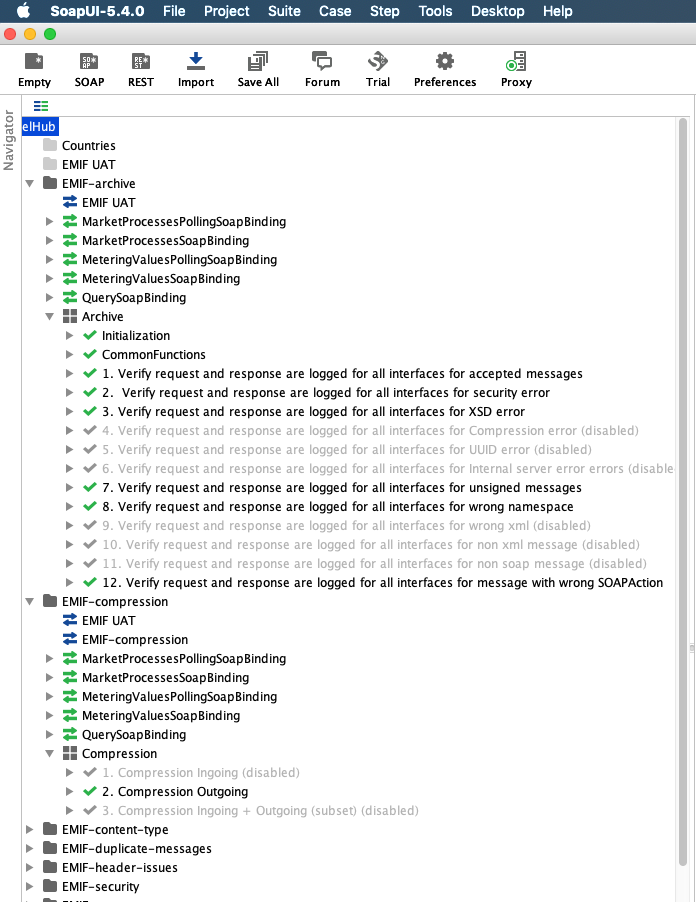 SoapUI-5.4.0 File Project Suite Case Step Tools Desktop Help
Empty SOAP REST Import Save All Forum Trial Preferences Proxy
Navigator
elHub
Countries
EMIF UAT
EMIF-archive
EMIF UAT
MarketProcessesPollingSoapBinding
MarketProcessesSoapBinding
MeteringValuesPollingSoapBinding
MeteringValuesSoapBinding
QuerySoapBinding
Archive
Initialization
CommonFunctions
1. Verify request and response are logged for all interfaces for accepted messages
2. Verify request and response are logged for all interfaces for security error
3. Verify request and response are logged for all interfaces for XSD error
4. Verify request and response are logged for all interfaces for Compression error (disabled)
5. Verify request and response are logged for all interfaces for UUID error (disabled)
6. Verify request and response are logged for all interfaces for Internal server error errors (disable
7. Verify request and response are logged for all interfaces for unsigned messages
8. Verify request and response are logged for all interfaces for wrong namespace
9. Verify request and response are logged for all interfaces for wrong xml (disabled)
10. Verify request and response are logged for all interfaces for non xml message (disabled)
11. Verify request and response are logged for all interfaces for non soap message (disabled)
12. Verify request and response are logged for all interfaces for message with wrong SOAPAction
EMIF-compression
EMIF UAT
EMIF-compression
MarketProcessesPollingSoapBinding
MarketProcessesSoapBinding
MeteringValuesPollingSoapBinding
MeteringValuesSoapBinding
QuerySoapBinding
Compression
1. Compression Ingoing (disabled)
2. Compression Outgoing
3. Compression Ingoing + Outgoing (subset) (disabled)
EMIF-content-type
EMIF-duplicate-messages
EMIF-header-issues
EMIF-security